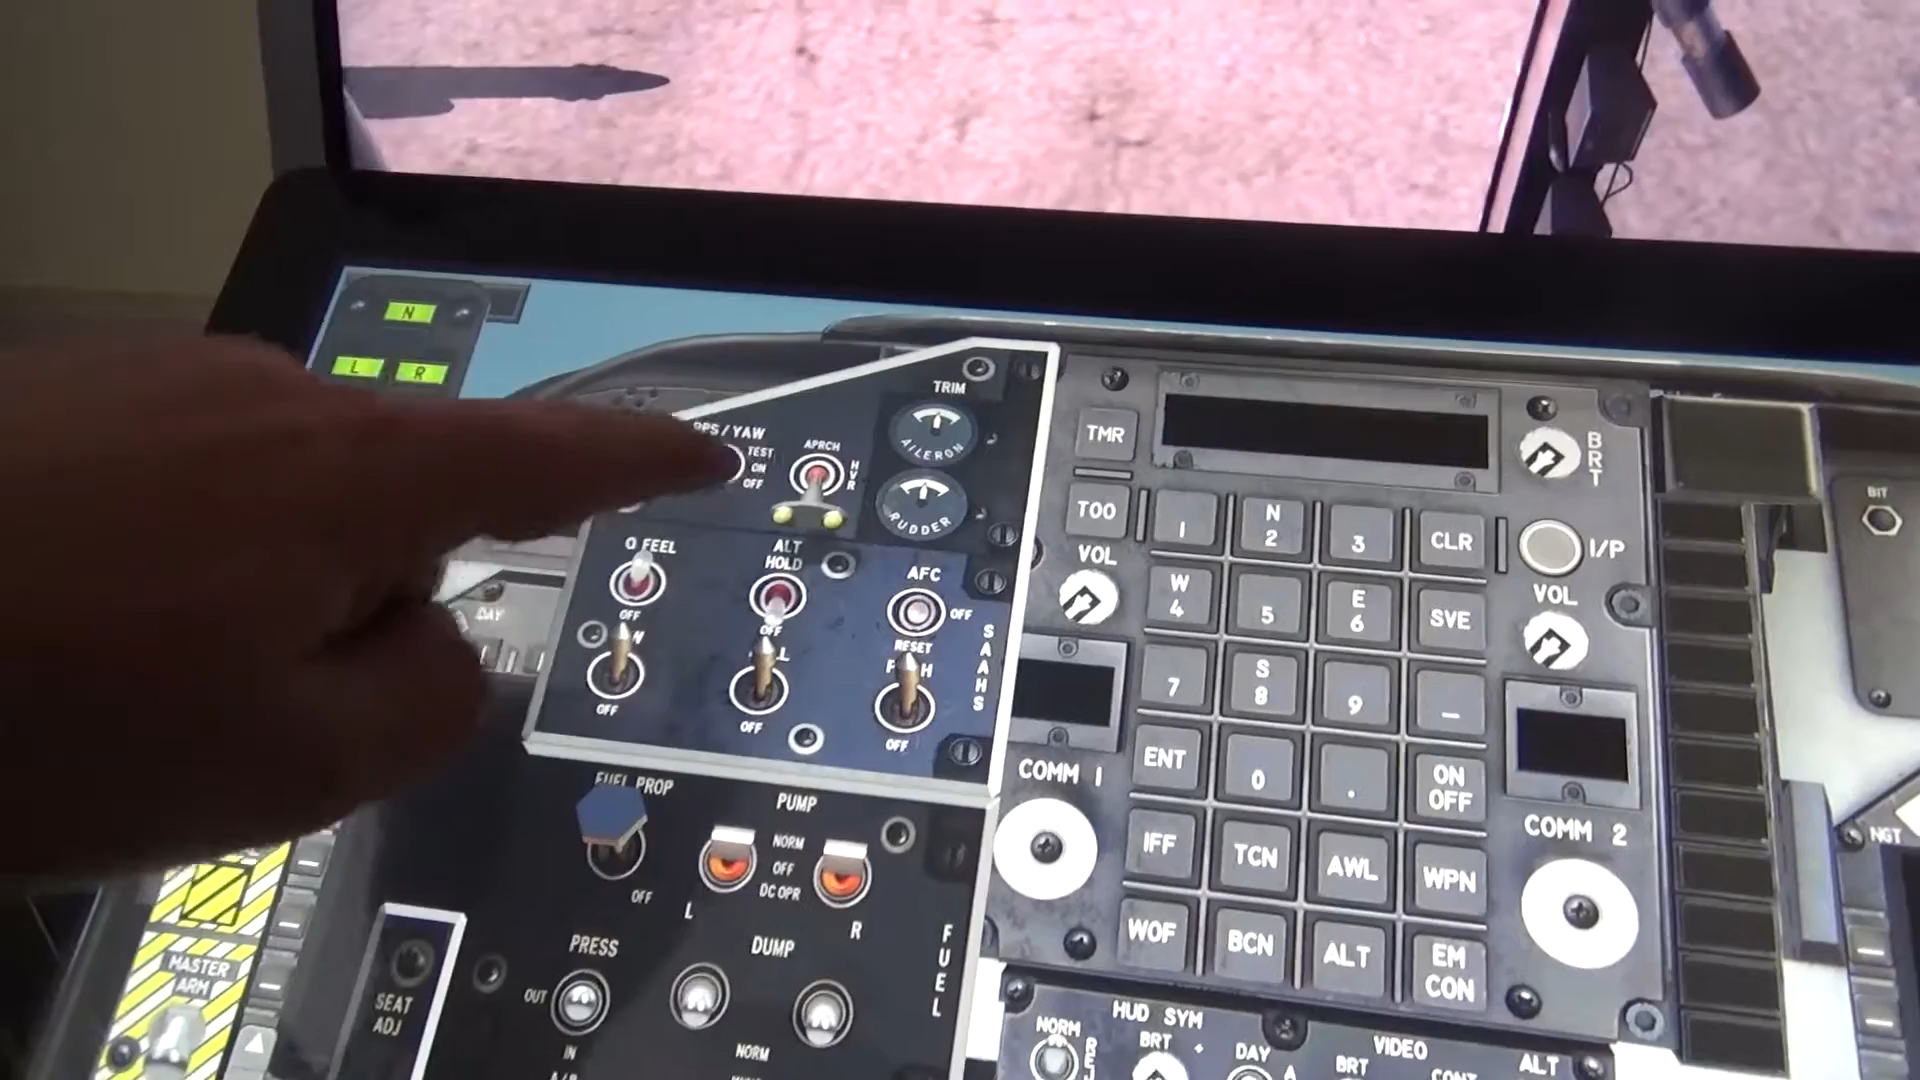 N
L
R
TRIM
AILERON
RUDDER
/YAW
TEST
ON
OFF
APRCH
HVR
Q FEEL
OFF
ALT
HOLD
OFF
AFC
OFF
RESET
SAAHS
OFF
OFF
OFF
FUEL PROP
OFF
PUMP
NORM
OFF
DC OPR
L
R
PRESS
OUT
IN
DUMP
NORM
FUEL
MASTER
ARM
SEAT
ADJ
DAY
TMR
TOO
VOL
1
N
2
3
CLR
W
4
5
E
6
SVE
7
S
8
9
_
ENT
0
.
ON
OFF
IFF
TCN
AWL
WPN
WOF
BCN
ALT
EM
CON
BRT
I/P
VOL
COMM 1
COMM 2
BIT
NGT
HUD SYM
NORM
BRT
DAY
VIDEO
BRT
CONT
ALT